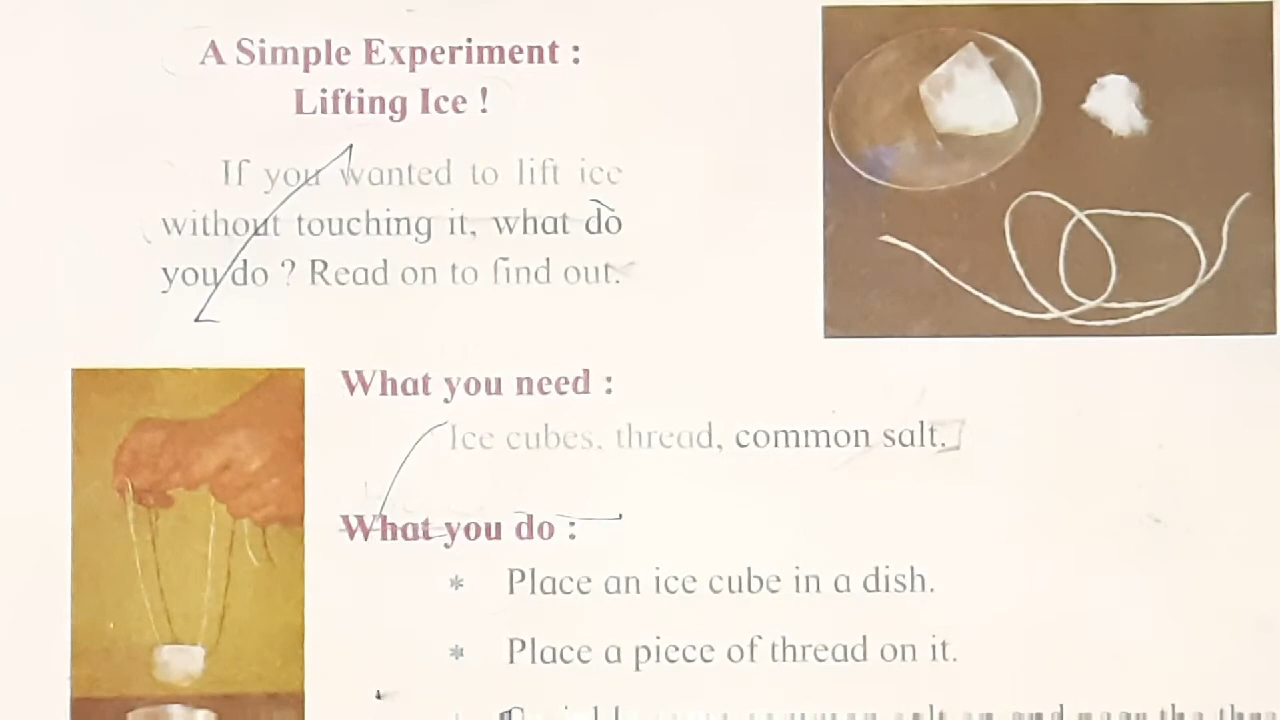 A Simple Experiment :
Lifting Ice !
If you wanted to lift ice
without touching it, what do
you do ? Read on to find out.
What you need :
Ice cubes, thread, common salt.
What you do :
* Place an ice cube in a dish.
* Place a piece of thread on it.